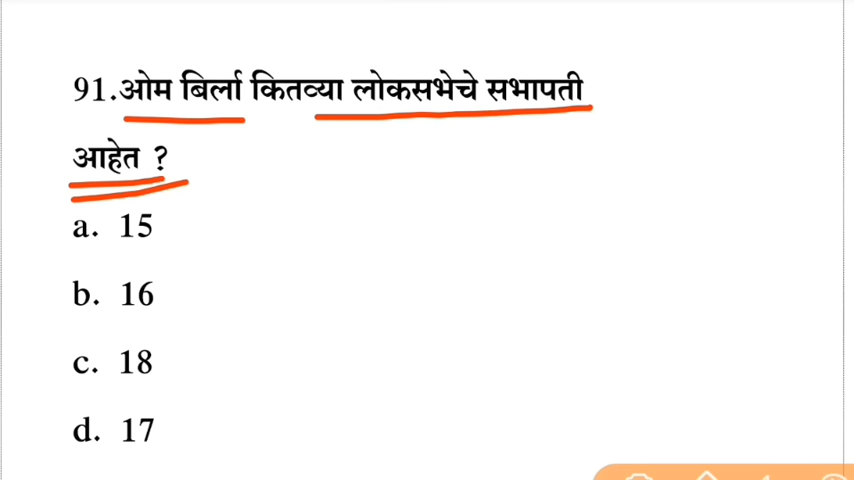 91.ओम बिर्ला कितव्या लोकसभेचे सभापती
आहेत ?
a. 15
b. 16
c. 18
d. 17